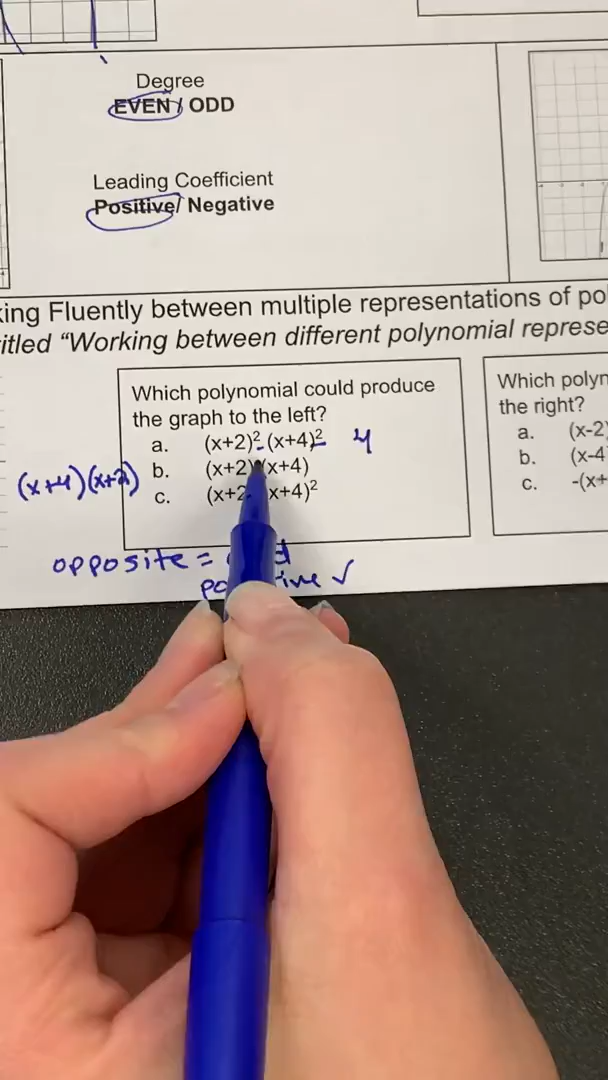 Degree
EVEN / ODD
Leading Coefficient
Positive/ Negative
king Fluently between multiple representations of po
itled “Working between different polynomial represe
Which polynomial could produce
the graph to the left?
a. (x+2)²-(x+4)² 4
b. (x+2) (x+4)
c. (x+2 x+4)²
(x+4)(x+2)
opposite =
positive ✓
Which polyn
the right?
a. (x-2)
b. (x-4
c. -(x+